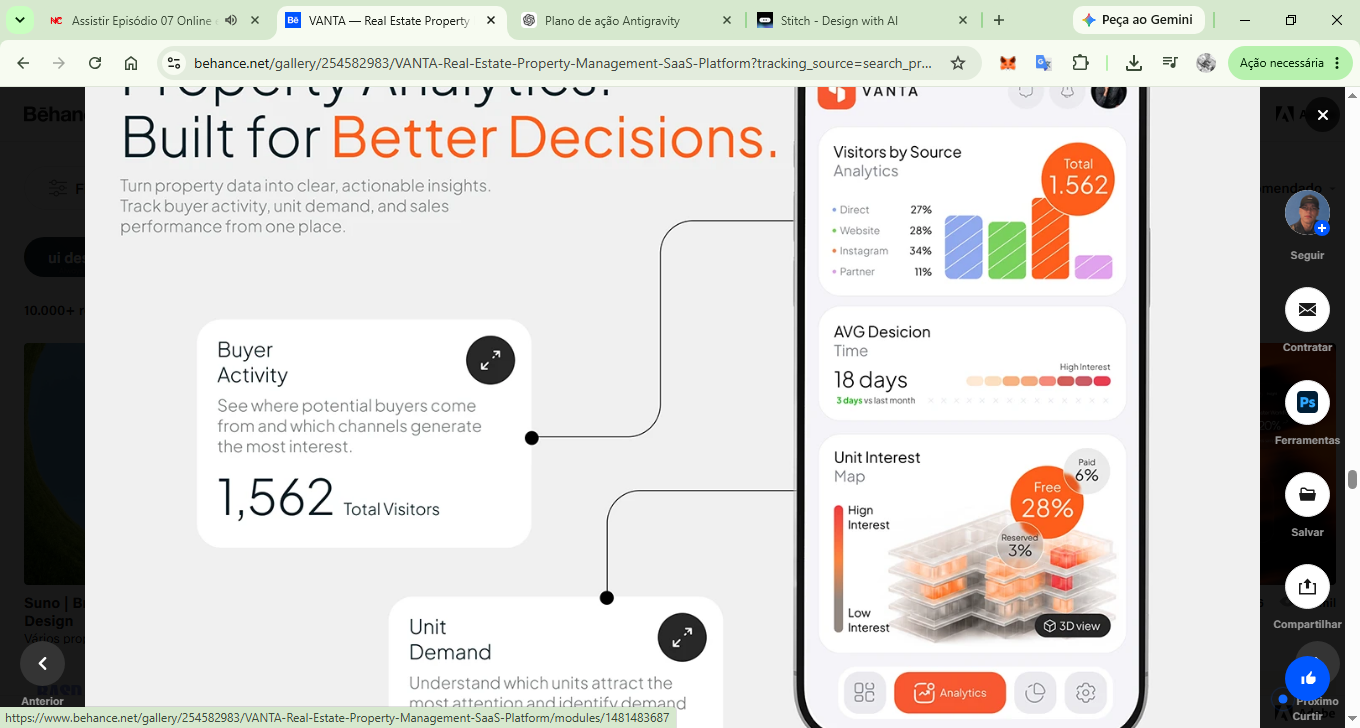 Assistir Episódio 07 Online
VANTA — Real Estate Property
Plano de ação Antigravity
Stitch - Design with AI
Peça ao Gemini
behance.net/gallery/254582983/VANTA-Real-Estate-Property-Management-SaaS-Platform?tracking_source=search_pr...
Ação necessária
Property Analytics.
Built for Better Decisions.
Turn property data into clear, actionable insights.
Track buyer activity, unit demand, and sales
performance from one place.
Buyer
Activity
See where potential buyers come
from and which channels generate
the most interest.
1,562 Total Visitors
Unit
Demand
Understand which units attract the
most attention and identify demand
VANTA
Visitors by Source
Analytics
Total
1.562
Direct 27%
Website 28%
Instagram 34%
Partner 11%
AVG Desicion
Time
18 days
High Interest
3 days vs last month
Unit Interest
Map
Paid
6%
Free
28%
Reserved
3%
Hign
Interest
Low
Interest
3D view
Analytics
Seguir
Contratar
Ps
Ferramentas
Salvar
Compartilhar
Próximo
Curtir
Anterior
10.000+
Suno |
Design
https://www.behance.net/gallery/254582983/VANTA-Real-Estate-Property-Management-SaaS-Platform/modules/1481483687